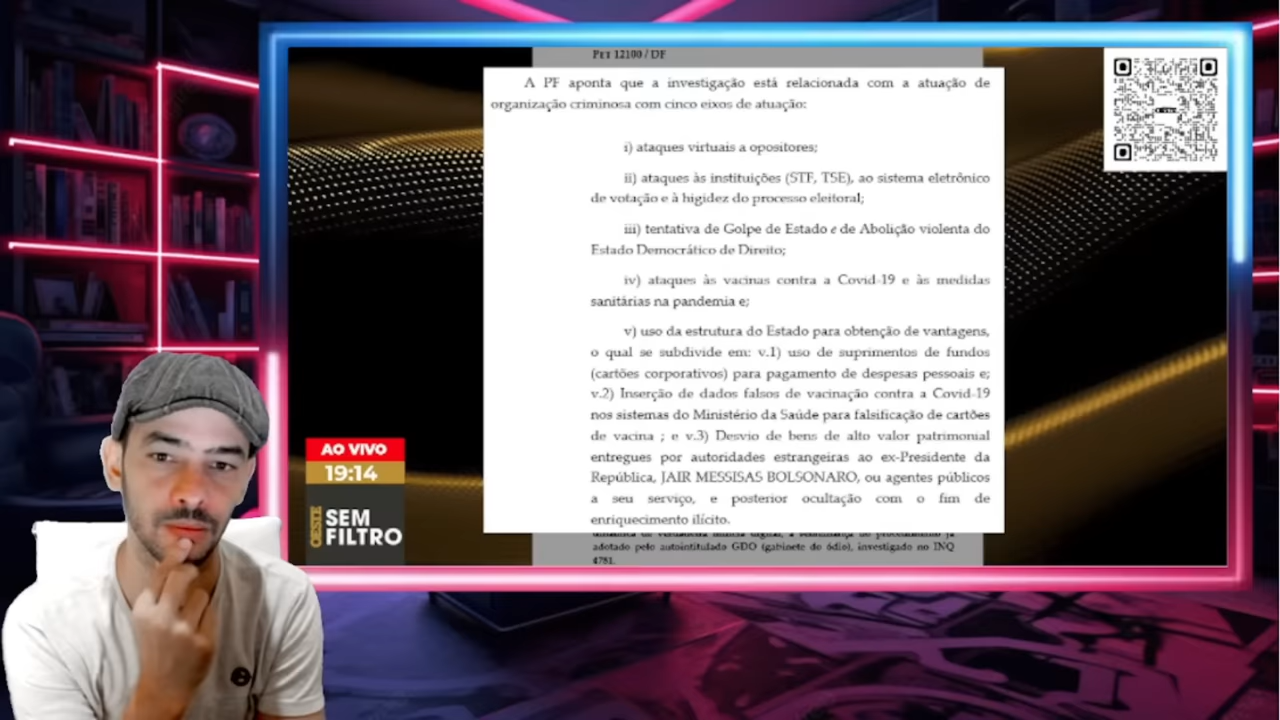 PET 12100 / DF
A PF aponta que a investigação está relacionada com a atuação de
organização criminosa com cinco eixos de atuação:
i) ataques virtuais a opositores;
ii) ataques às instituições (STF, TSE), ao sistema eletrônico
de votação e à higidez do processo eleitoral;
iii) tentativa de Golpe de Estado e de Abolição violenta do
Estado Democrático de Direito;
iv) ataques às vacinas contra a Covid-19 e às medidas
sanitárias na pandemia e;
v) uso da estrutura do Estado para obtenção de vantagens,
o qual se subdivide em: v.1) uso de suprimentos de fundos
(cartões corporativos) para pagamento de despesas pessoais e;
v.2) Inserção de dados falsos de vacinação contra a Covid-19
nos sistemas do Ministério da Saúde para falsificação de cartões
de vacina ; e v.3) Desvio de bens de alto valor patrimonial
entregues por autoridades estrangeiras ao ex-Presidente da
República, JAIR MESSISAS BOLSONARO, ou agentes públicos
a seu serviço, e posterior ocultação com o fim de
enriquecimento ilícito.
adotado pelo autointitulado GDO (gabinete do ódio), investigado no INQ
4781.
AO VIVO
19:14
OESTE
SEM
FILTRO